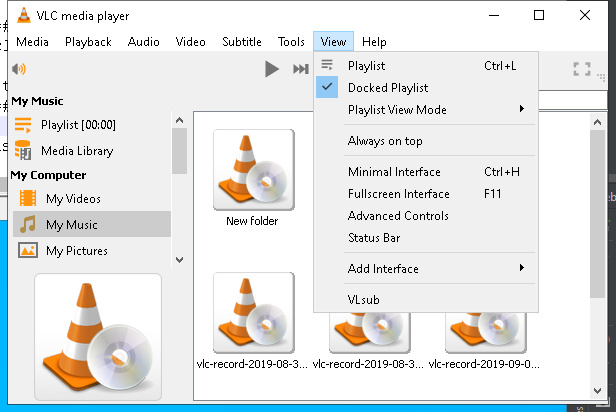 VLC media player
Media Playback Audio Video Subtitle Tools View Help
Playlist Ctrl+L
Docked Playlist
Playlist View Mode
Always on top
Minimal Interface Ctrl+H
Fullscreen Interface F11
Advanced Controls
Status Bar
Add Interface
VLsub
My Music
Playlist [00:00]
Media Library
My Computer
My Videos
My Music
My Pictures
New folder
vlc-record-2019-08-3...
vlc-record-2019-08-3...
vlc-record-2019-09-0...